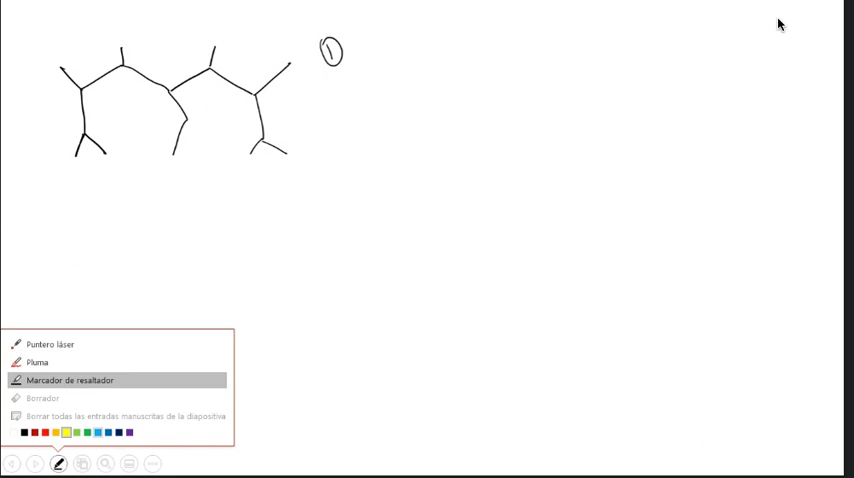 1
Puntero láser
Pluma
Marcador de resaltador
Borrador
Borrar todas las entradas manuscritas de la diapositiva